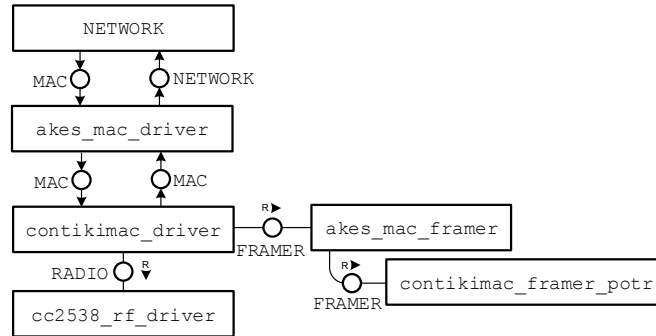 NETWORK
MAC
NETWORK
akes_mac_driver
MAC
MAC
contikimac_driver
R
FRAMER
akes_mac_framer
RADIO
R
R
FRAMER
contikimac_framer_potr
cc2538_rf_driver